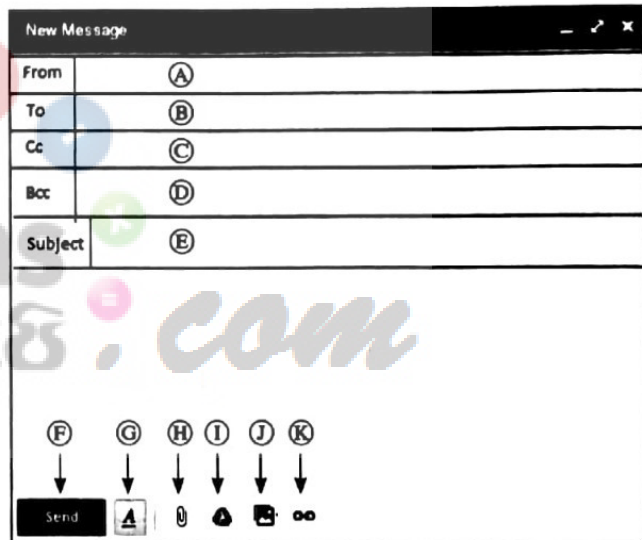 New Message
From Ⓐ
To Ⓑ
Cc Ⓒ
Bcc Ⓓ
Subject Ⓔ
.com
Ⓕ Ⓖ Ⓗ Ⓘ Ⓙ Ⓚ
Send A